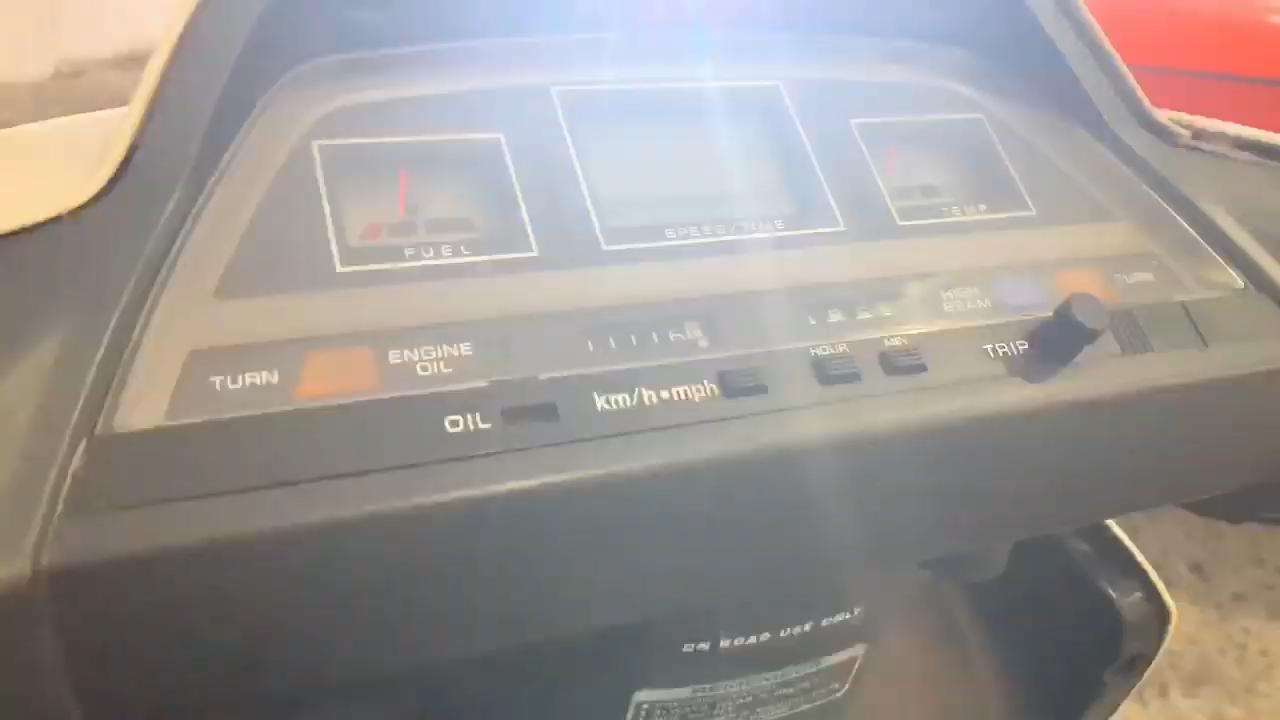 FUEL
SPEED/TIME
TEMP
TURN
ENGINE
OIL
HIGH
BEAM
TURN
OIL
km/h•mph
HOUR
MIN
TRIP
ON ROAD USE ONLY